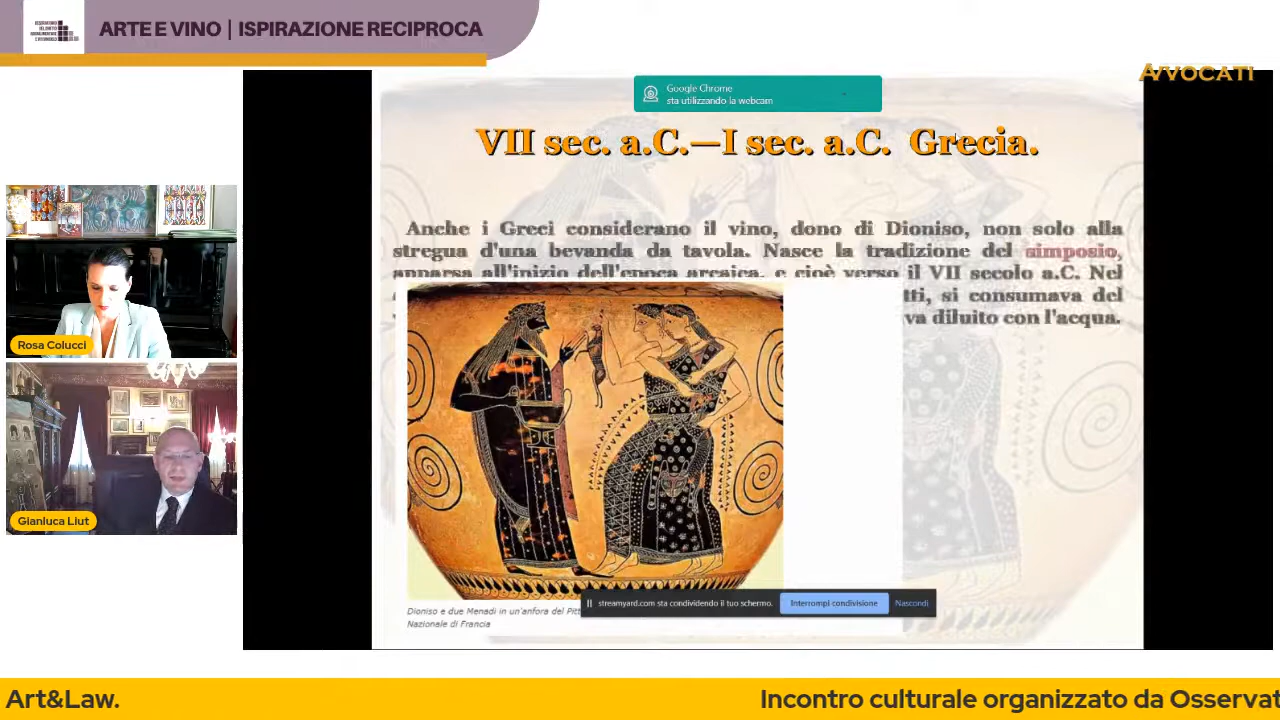 ARTE E VINO | ISPIRAZIONE RECIPROCA
AVVOCATI
Google Chrome
sta utilizzando la webcam
VII sec. a.C.—I sec. a.C. Grecia.
Anche i Greci considerano il vino, dono di Dioniso, non solo alla
stregua d'una bevanda da tavola. Nasce la tradizione del simposio,
apparsa all'inizio dell'epoca arcaica, e cioè verso il VII secolo a.C. Nel
tti, si consumava del
va diluito con l'acqua.
Rosa Colucci
Gianluca Liut
streamyard.com sta condividendo il tuo schermo.
Interrompi condivisione
Nascondi
Dioniso e due Menadi in un'anfora del Pitt
Nazionale di Francia
Art&Law.
Incontro culturale organizzato da Osservat